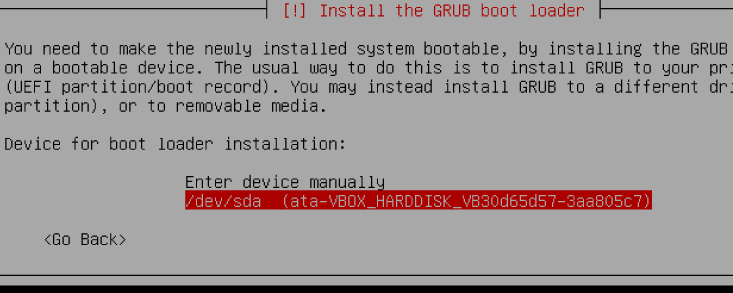 [!] Install the GRUB boot loader
You need to make the newly installed system bootable, by installing the GRUB
on a bootable device. The usual way to do this is to install GRUB to your
(UEFI partition/boot record). You may instead install GRUB to a different
partition), or to removable media.
Device for boot loader installation:
Enter device manually
/dev/sda (ata-VBOX_HARDDISK_VB30d65d57-3aa805c7)
<Go Back>